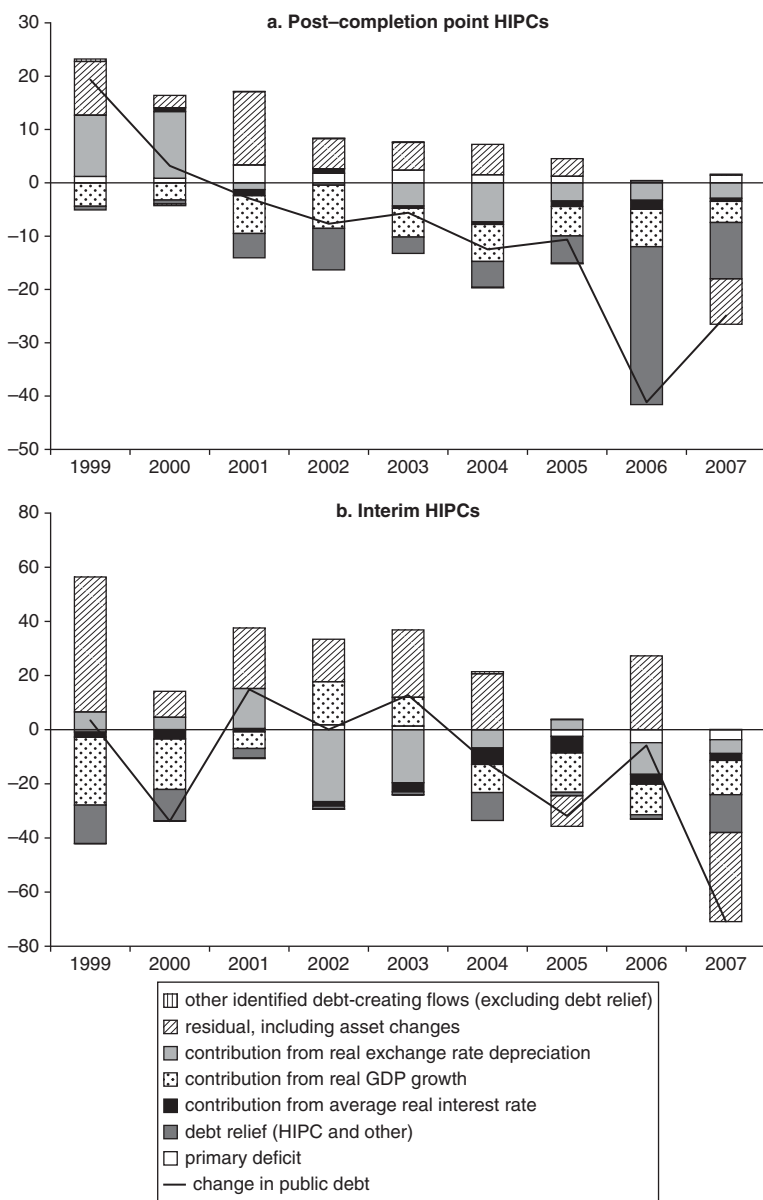 a. Post–completion point HIPCs
30
20
10
0
–10
–20
–30
–40
–50
1999 2000 2001 2002 2003 2004 2005 2006 2007
b. Interim HIPCs
80
60
40
20
0
–20
–40
–60
–80
1999 2000 2001 2002 2003 2004 2005 2006 2007
other identified debt-creating flows (excluding debt relief)
residual, including asset changes
contribution from real exchange rate depreciation
contribution from real GDP growth
contribution from average real interest rate
debt relief (HIPC and other)
primary deficit
change in public debt